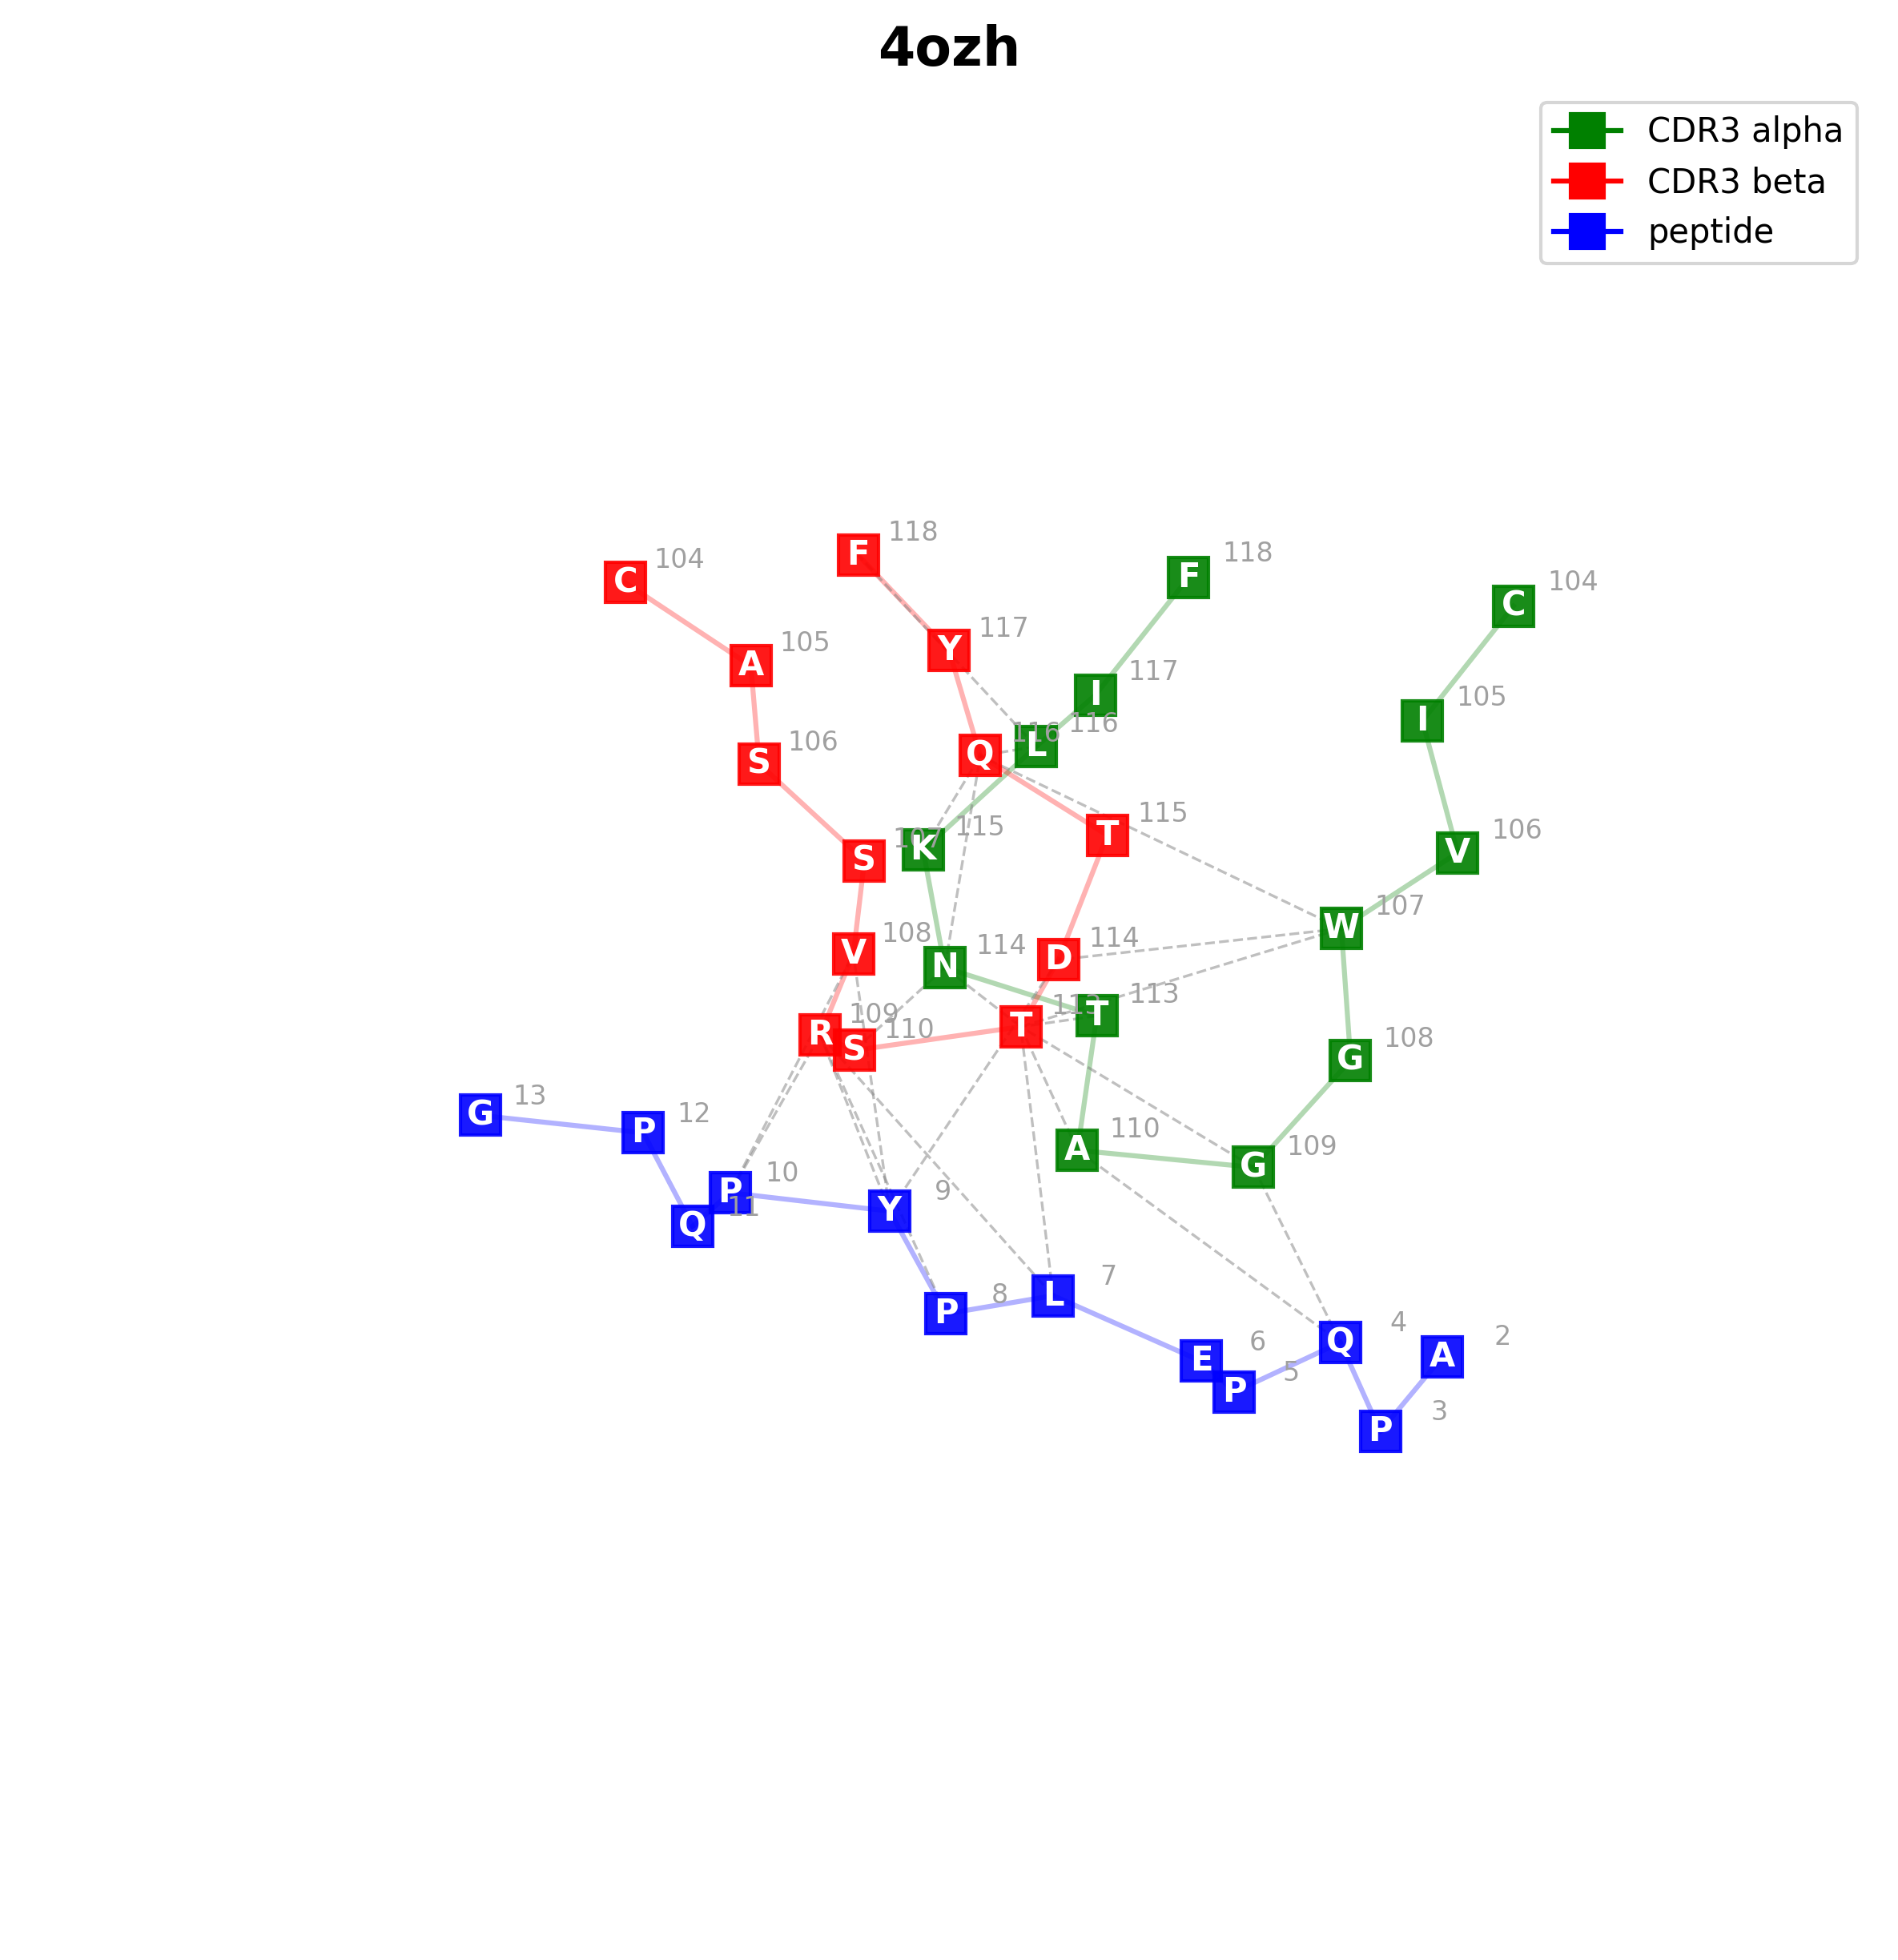 4ozh
CDR3 alpha
CDR3 beta
peptide
F 118
C 104
F 118
C 104
Y 117
A 105
I 117
I 105
Q 116
L 116
S 106
T 115
K 115
V 106
S 107
V 108
N 114
D 114
W 107
R 109
S 110
T 113
T 113
G 108
G 13
P 12
A 110
G 109
P 10
Q 11
Y 9
P 8
L 7
E 6
P 5
Q 4
A 2
P 3